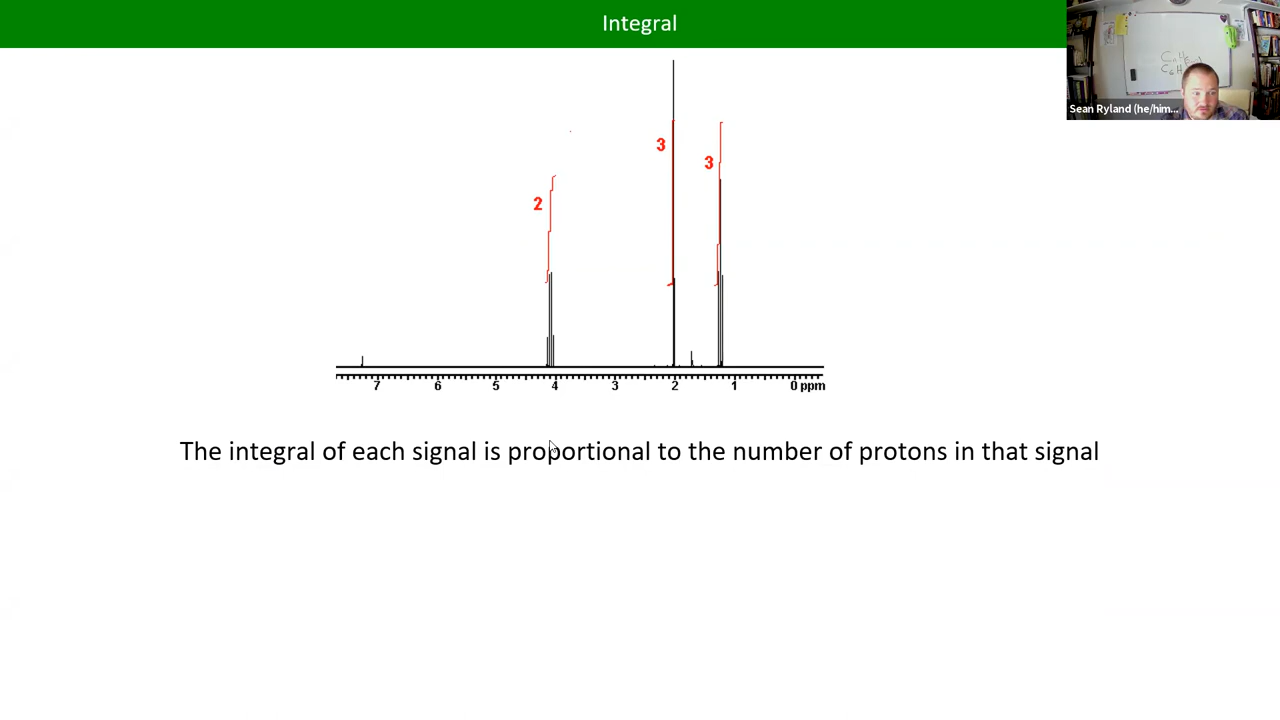 Integral
Sean Ryland (he/him...
3
3
2
7 6 5 4 3 2 1 0 ppm
The integral of each signal is proportional to the number of protons in that signal